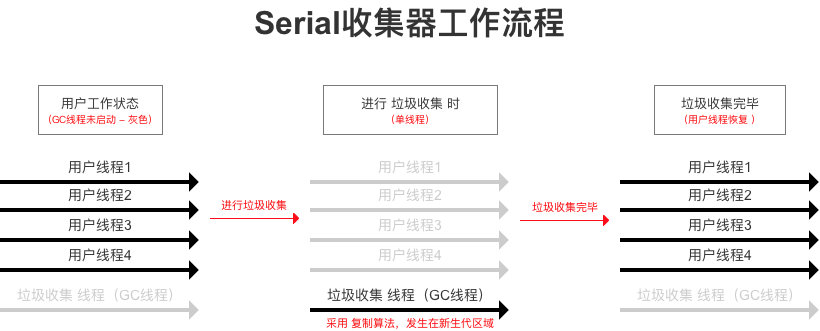 Serial收集器工作流程
用户工作状态
(GC线程未启动 - 灰色)
进行 垃圾收集 时
(单线程)
垃圾收集完毕
(用户线程恢复 )
用户线程1
用户线程2
用户线程3
用户线程4
垃圾收集 线程（GC线程）
进行垃圾收集
用户线程1
用户线程2
用户线程3
用户线程4
垃圾收集 线程（GC线程）
采用 复制算法，发生在新生代区域
垃圾收集完毕
用户线程1
用户线程2
用户线程3
用户线程4
垃圾收集 线程（GC线程）